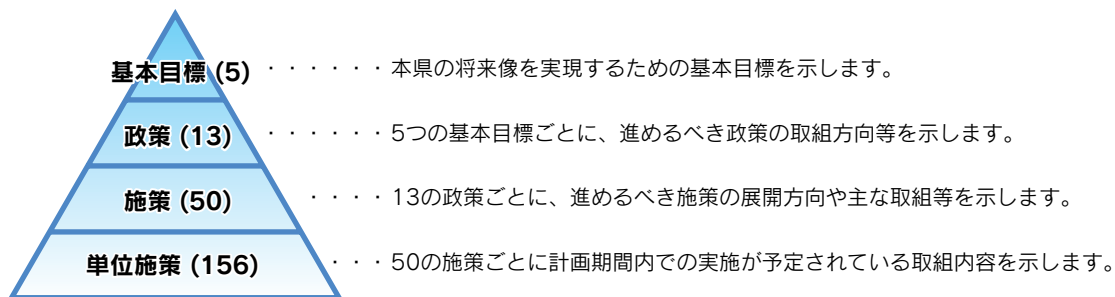 基本目標 (5) ・・・・・・本県の将来像を実現するための基本目標を示します。
政策 (13) ・・・・・・5つの基本目標ごとに、進めるべき政策の取組方向等を示します。
施策 (50) ・・・・13の政策ごとに、進めるべき施策の展開方向や主な取組等を示します。
単位施策 (156) ・・・50の施策ごとに計画期間内での実施が予定されている取組内容を示します。